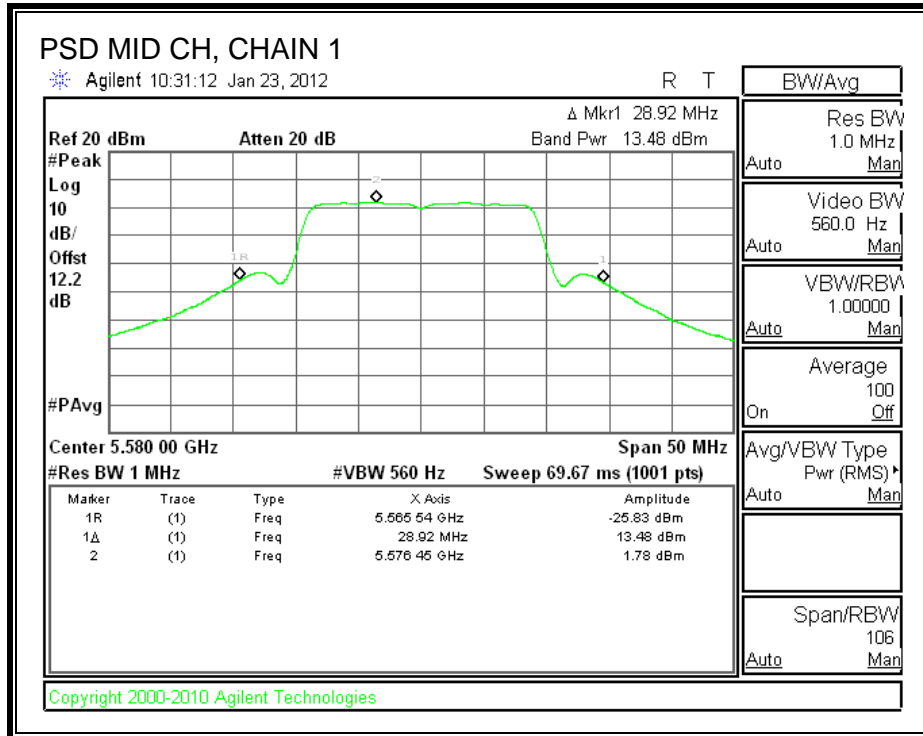 PSD MID CH, CHAIN 1
Agilent 10:31:12 Jan 23, 2012 R T
Δ Mkr1 28.92 MHz
Ref 20 dBm Atten 20 dB Band Pwr 13.48 dBm
#Peak
Log
10
dB/
Offst
12.2
dB
#PAvg
2
1R
1
Center 5.580 00 GHz Span 50 MHz
#Res BW 1 MHz #VBW 560 Hz Sweep 69.67 ms (1001 pts)
Marker Trace Type X Axis Amplitude
1R (1) Freq 5.565 54 GHz -25.83 dBm
1Δ (1) Freq 28.92 MHz 13.48 dBm
2 (1) Freq 5.576 45 GHz 1.78 dBm
Copyright 2000-2010 Agilent Technologies
BW/Avg
Res BW
1.0 MHz
Auto Man
Video BW
560.0 Hz
Auto Man
VBW/RBW
1.00000
Auto Man
Average
100
On Off
Avg/VBW Type
Pwr (RMS)
Auto Man
Span/RBW
106
Auto Man